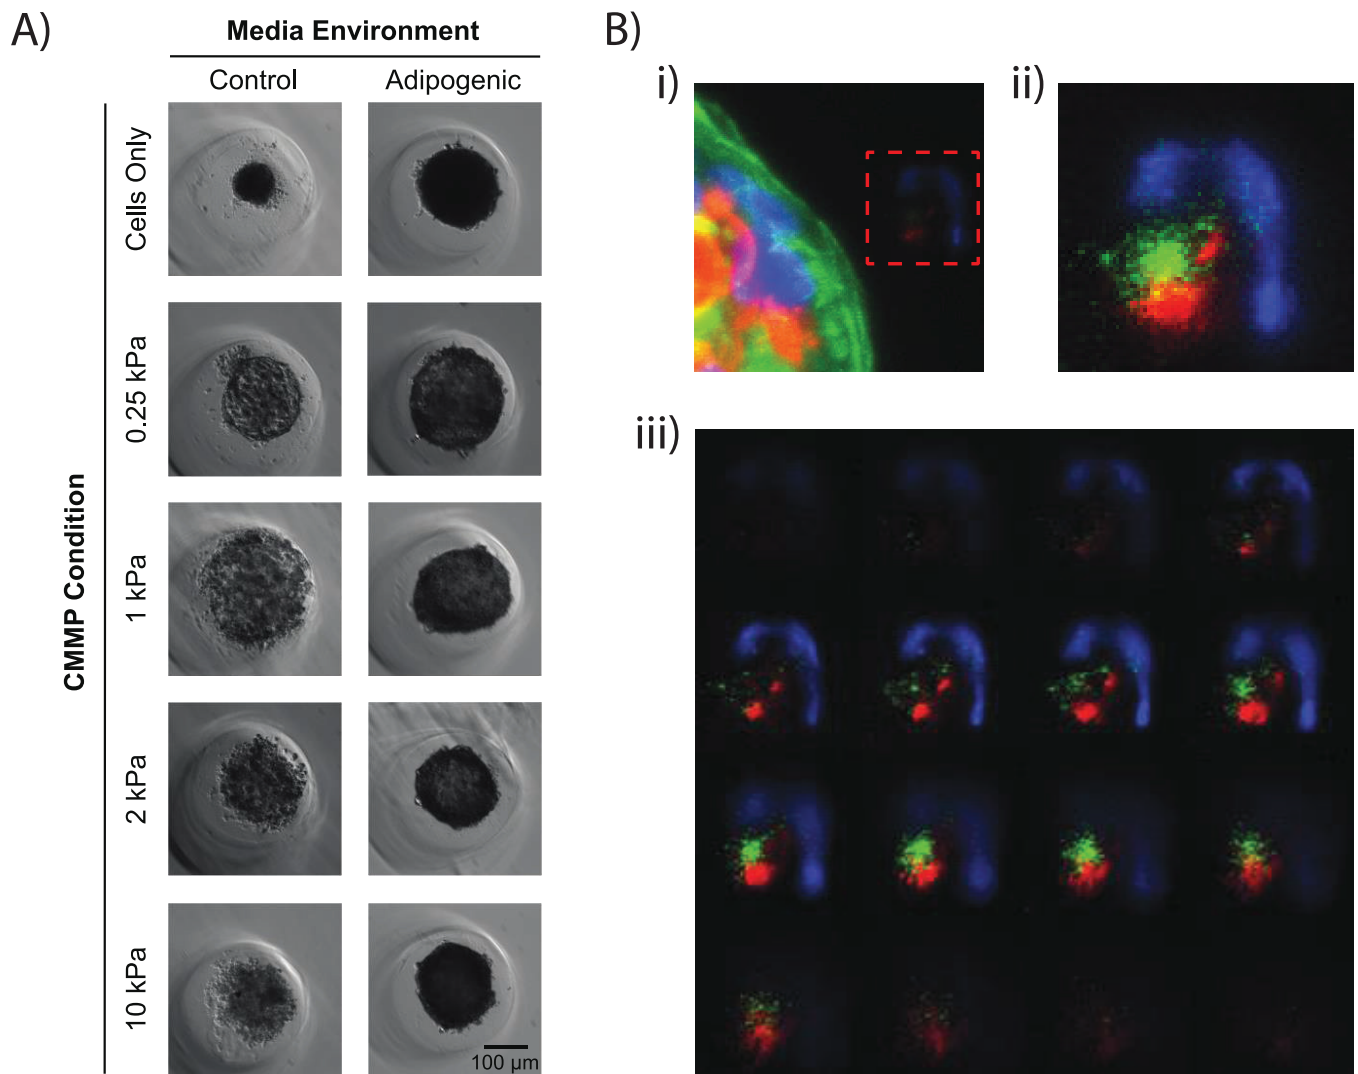 A)
Media Environment
Control
Adipogenic
CMMP Condition
Cells Only
0.25 kPa
1 kPa
2 kPa
10 kPa
100 µm
B)
i)
ii)
iii)